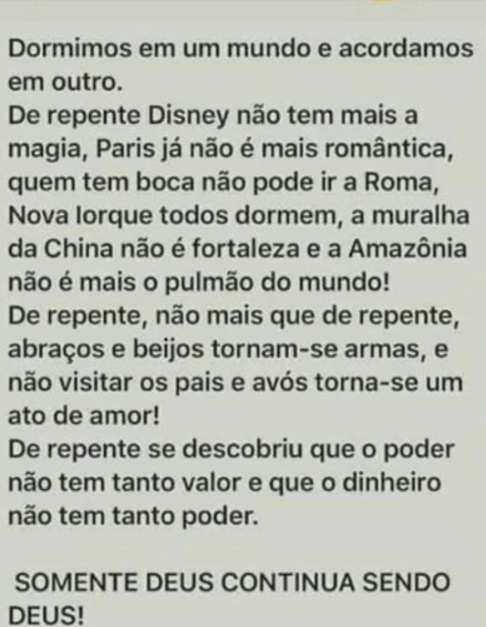 Dormimos em um mundo e acordamos
em outro.
De repente Disney não tem mais a
magia, Paris já não é mais romântica,
quem tem boca não pode ir a Roma,
Nova Iorque todos dormem, a muralha
da China não é fortaleza e a Amazônia
não é mais o pulmão do mundo!
De repente, não mais que de repente,
abraços e beijos tornam-se armas, e
não visitar os pais e avós torna-se um
ato de amor!
De repente se descobriu que o poder
não tem tanto valor e que o dinheiro
não tem tanto poder.
SOMENTE DEUS CONTINUA SENDO
DEUS!